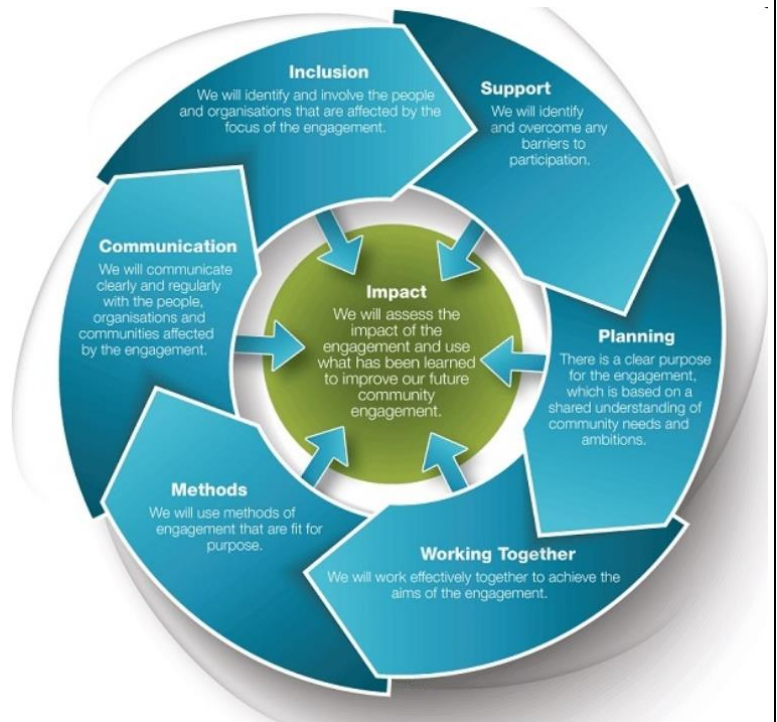 Inclusion
We will identify and involve the people
and organisations that are affected by the
focus of the engagement.
Support
We will identify
and overcome any
barriers to
participation.
Planning
There is a clear purpose
for the engagement,
which is based on a
shared understanding of
community needs and
ambitions.
Working Together
We will work effectively together to achieve the
aims of the engagement.
Methods
We will use methods of
engagement that are fit for
purpose.
Communication
We will communicate
clearly and regularly
with the people,
organisations and
communities affected
by the engagement.
Impact
We will assess the
impact of the
engagement and use
what has been learned
to improve our future
community
engagement.